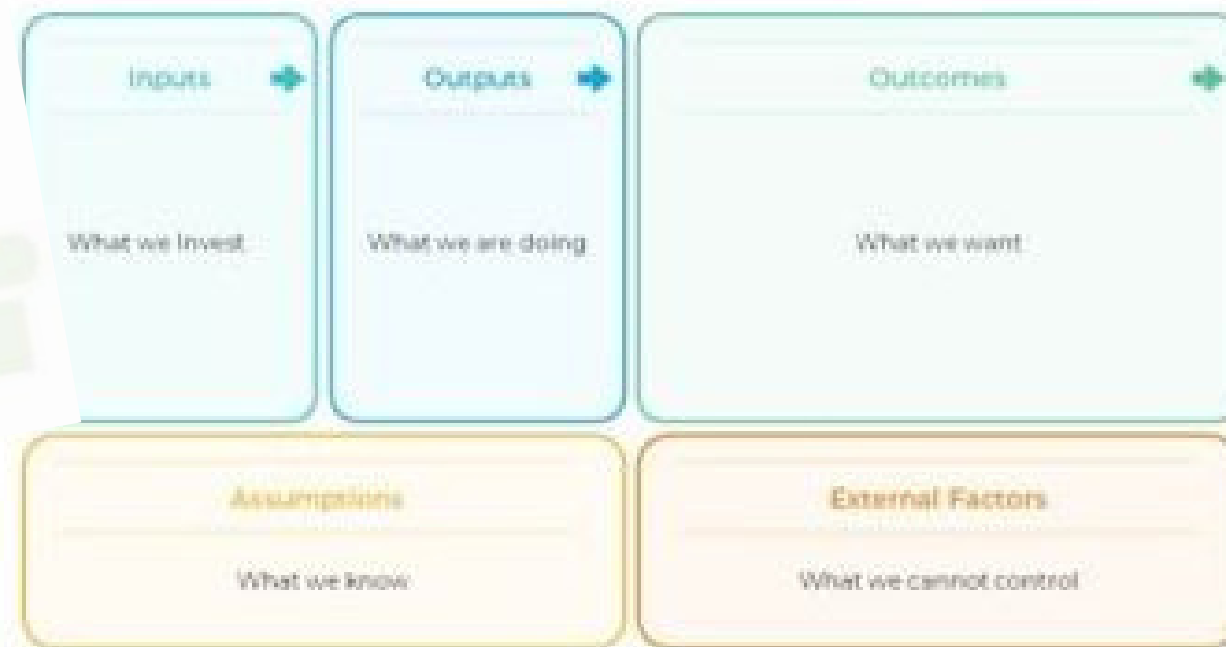 Inputs
Outputs
Outcomes
What we Invest
What we are doing
What we want
Assumptions
External Factors
What we know
What we cannot control